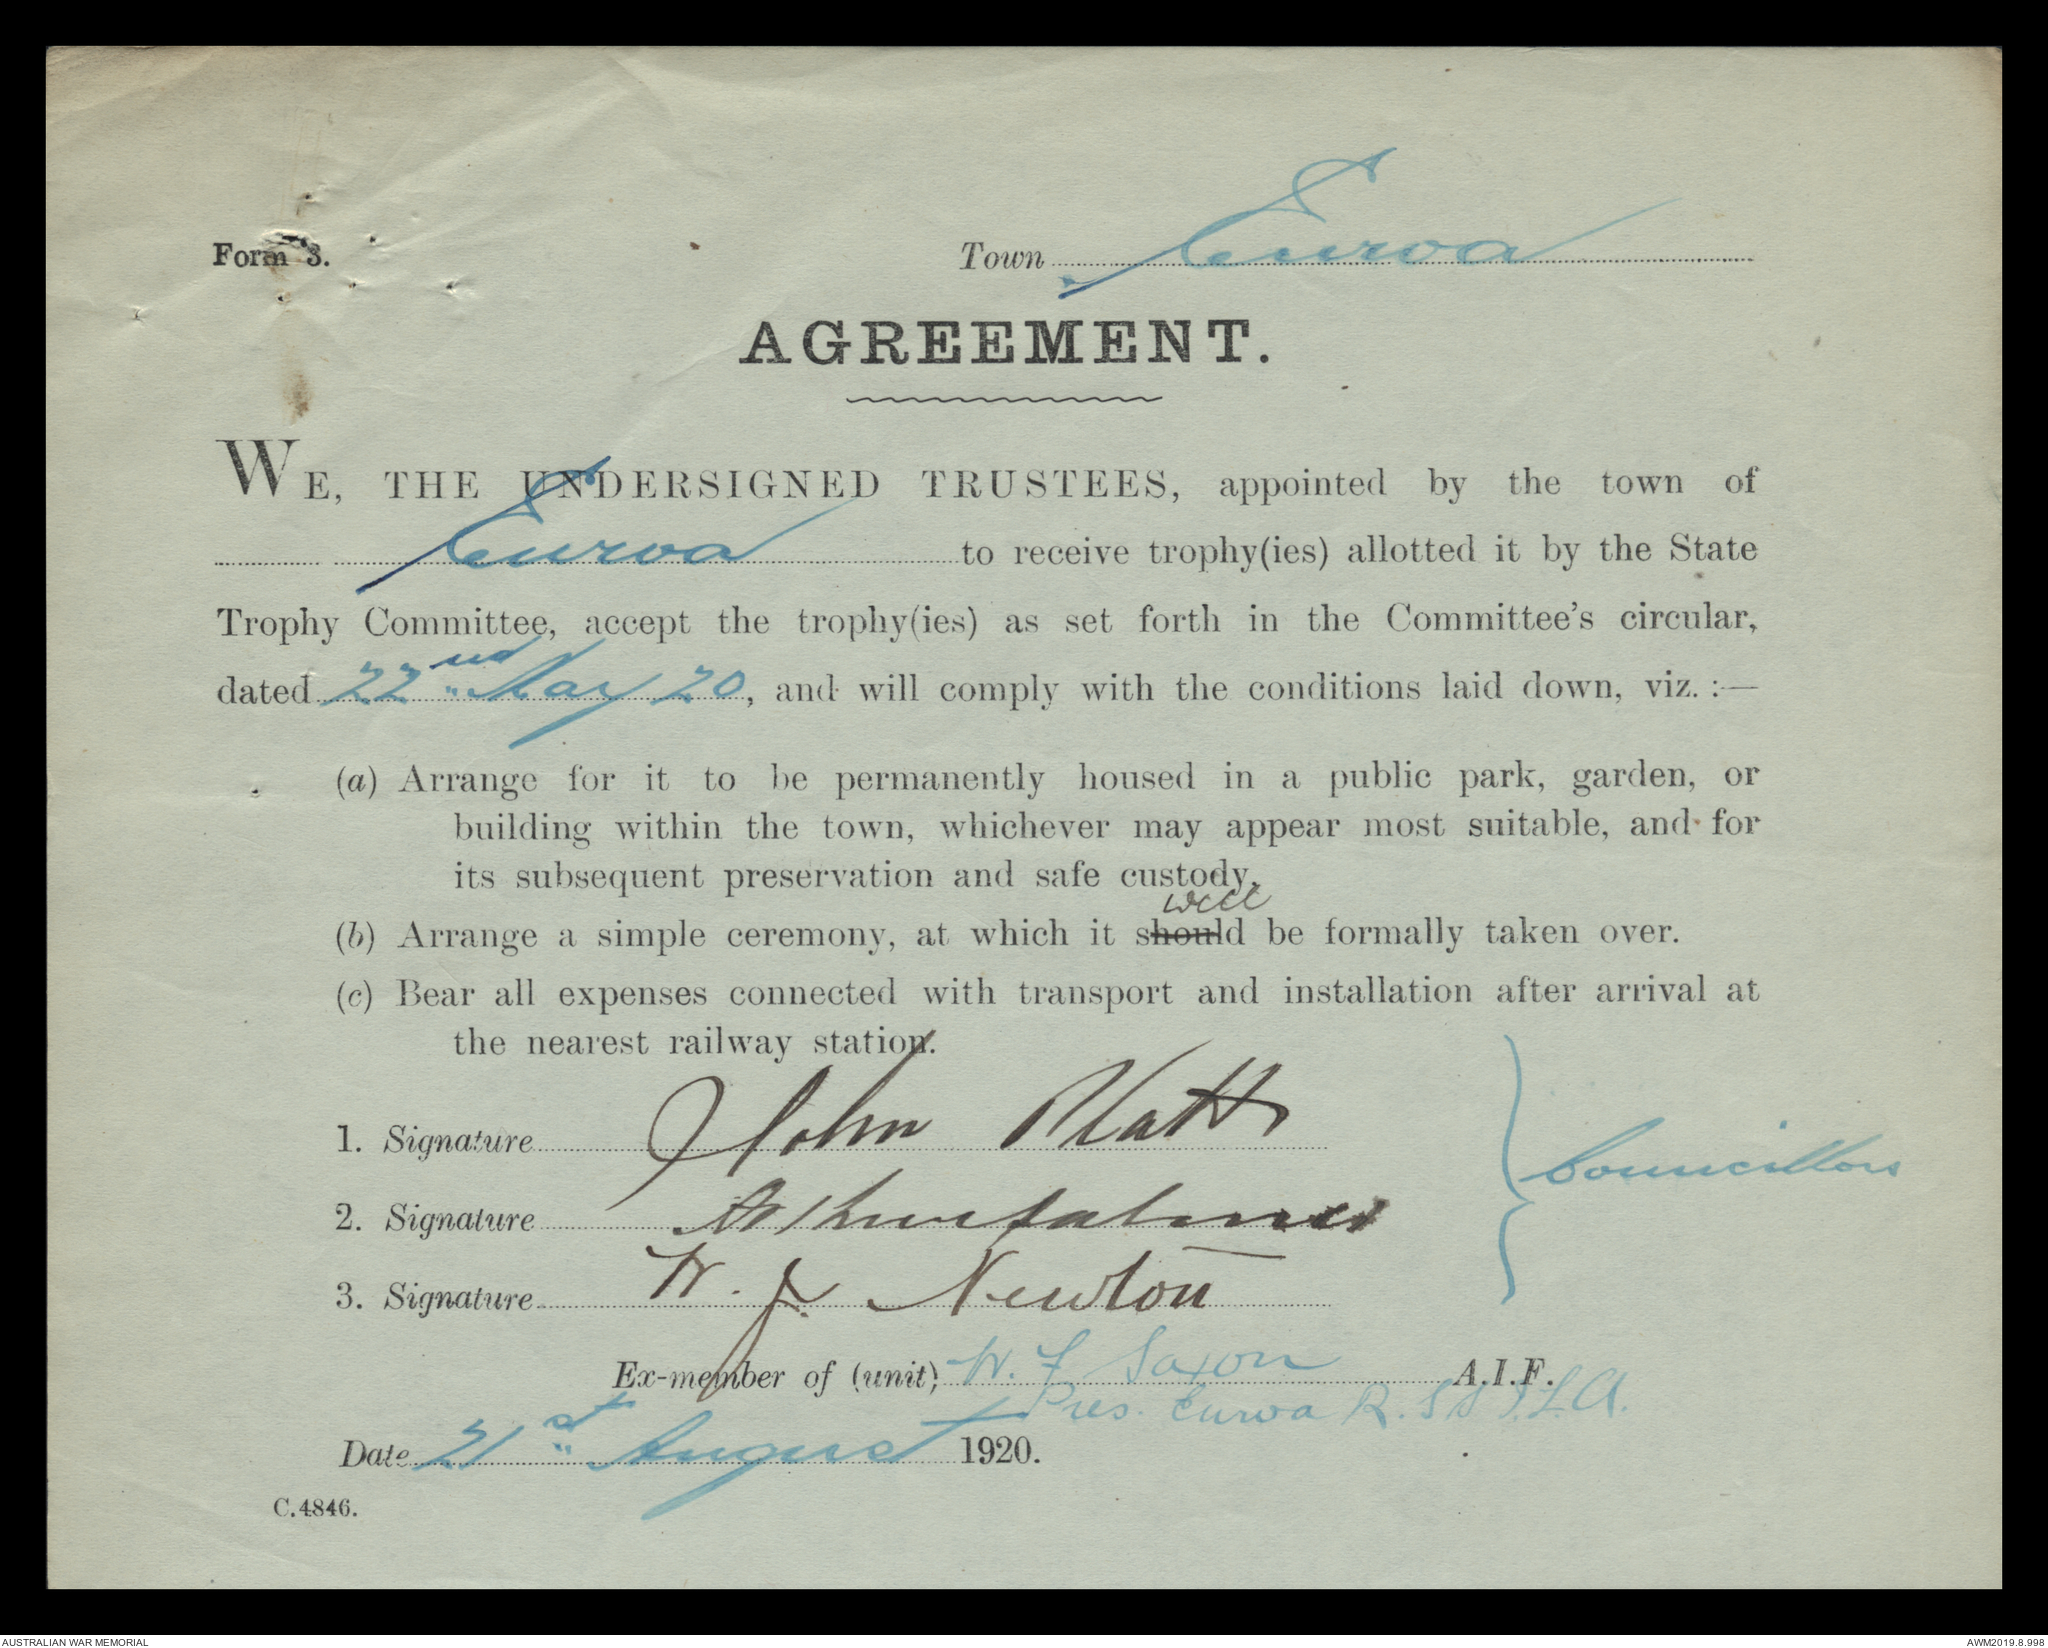 Form 3.
Town Euroa
AGREEMENT.
WE, THE UNDERSIGNED TRUSTEES, appointed by the town of
Euroa to receive trophy(ies) allotted it by the State
Trophy Committee, accept the trophy(ies) as set forth in the Committee's circular,
dated 22nd May 20, and will comply with the conditions laid down, viz. :—
(a) Arrange for it to be permanently housed in a public park, garden, or
building within the town, whichever may appear most suitable, and for
its subsequent preservation and safe custody.
will
(b) Arrange a simple ceremony, at which it should be formally taken over.
(c) Bear all expenses connected with transport and installation after arrival at
the nearest railway station.
1. Signature John Platt
Councillors
2. Signature
3. Signature W. J. Newton
Ex-member of (unit) W. F Saxon A.I.F.
Pres. Euroa R. S S I. L. A.
Date 21st August 1920.
C.4846.
AUSTRALIAN WAR MEMORIAL
AWM2019.8.998